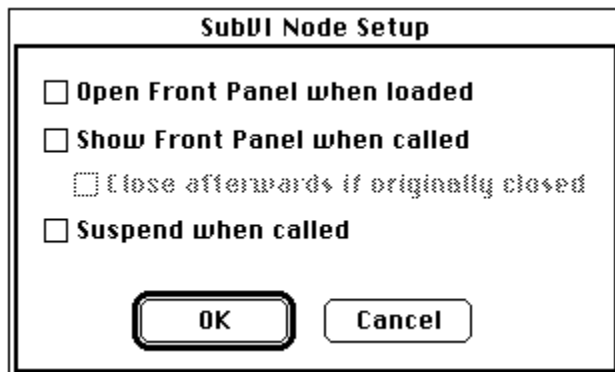 SubVI Node Setup
Open Front Panel when loaded
Show Front Panel when called
Close afterwards if originally closed
Suspend when called
OK Cancel